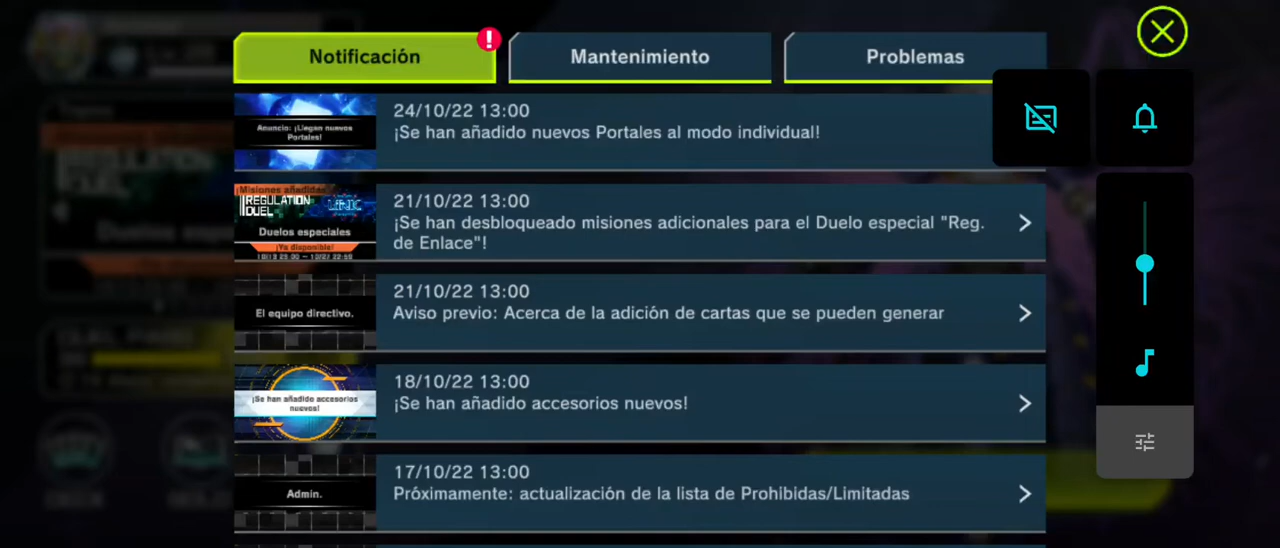 Notificación
!
Mantenimiento
Problemas
24/10/22 13:00
¡Se han añadido nuevos Portales al modo individual!
Anuncio: ¡Llegan nuevos
Portales!
21/10/22 13:00
¡Se han desbloqueado misiones adicionales para el Duelo especial "Reg.
de Enlace"!
¡Misiones añadidas
REGULATION
DUEL
LINK
Duelos especiales
¡Ya disponible!
21/10/22 13:00
Aviso previo: Acerca de la adición de cartas que se pueden generar
El equipo directivo.
18/10/22 13:00
¡Se han añadido accesorios nuevos!
¡Se han añadido accesorios
nuevos!
17/10/22 13:00
Próximamente: actualización de la lista de Prohibidas/Limitadas
Admin.